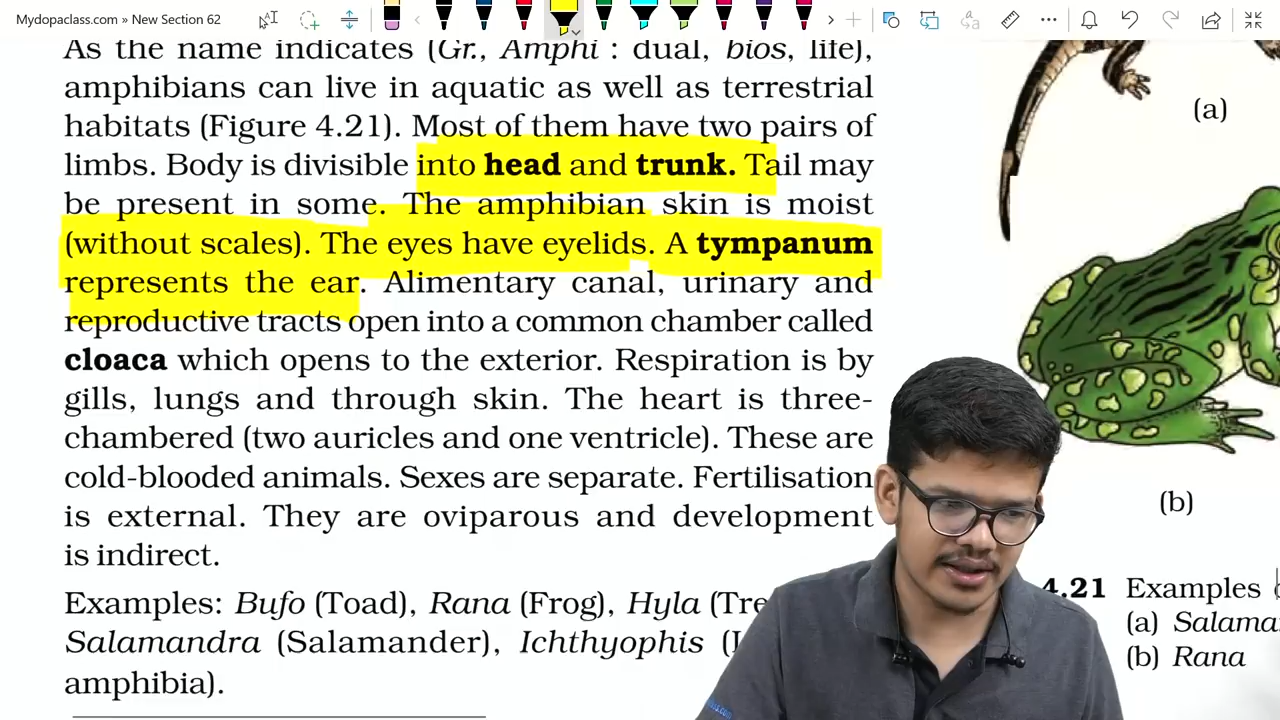 Mydopaclass.com » New Section 62
As the name indicates (Gr., Amphi : dual, bios, life),
amphibians can live in aquatic as well as terrestrial
habitats (Figure 4.21). Most of them have two pairs of
limbs. Body is divisible into head and trunk. Tail may
be present in some. The amphibian skin is moist
(without scales). The eyes have eyelids. A tympanum
represents the ear. Alimentary canal, urinary and
reproductive tracts open into a common chamber called
cloaca which opens to the exterior. Respiration is by
gills, lungs and through skin. The heart is three-
chambered (two auricles and one ventricle). These are
cold-blooded animals. Sexes are separate. Fertilisation
is external. They are oviparous and development
is indirect.
Examples: Bufo (Toad), Rana (Frog), Hyla
Salamandra (Salamander), Ichthyophis
amphibia).
(a)
(b)
4.21 Examples
(a)
(b) Rana